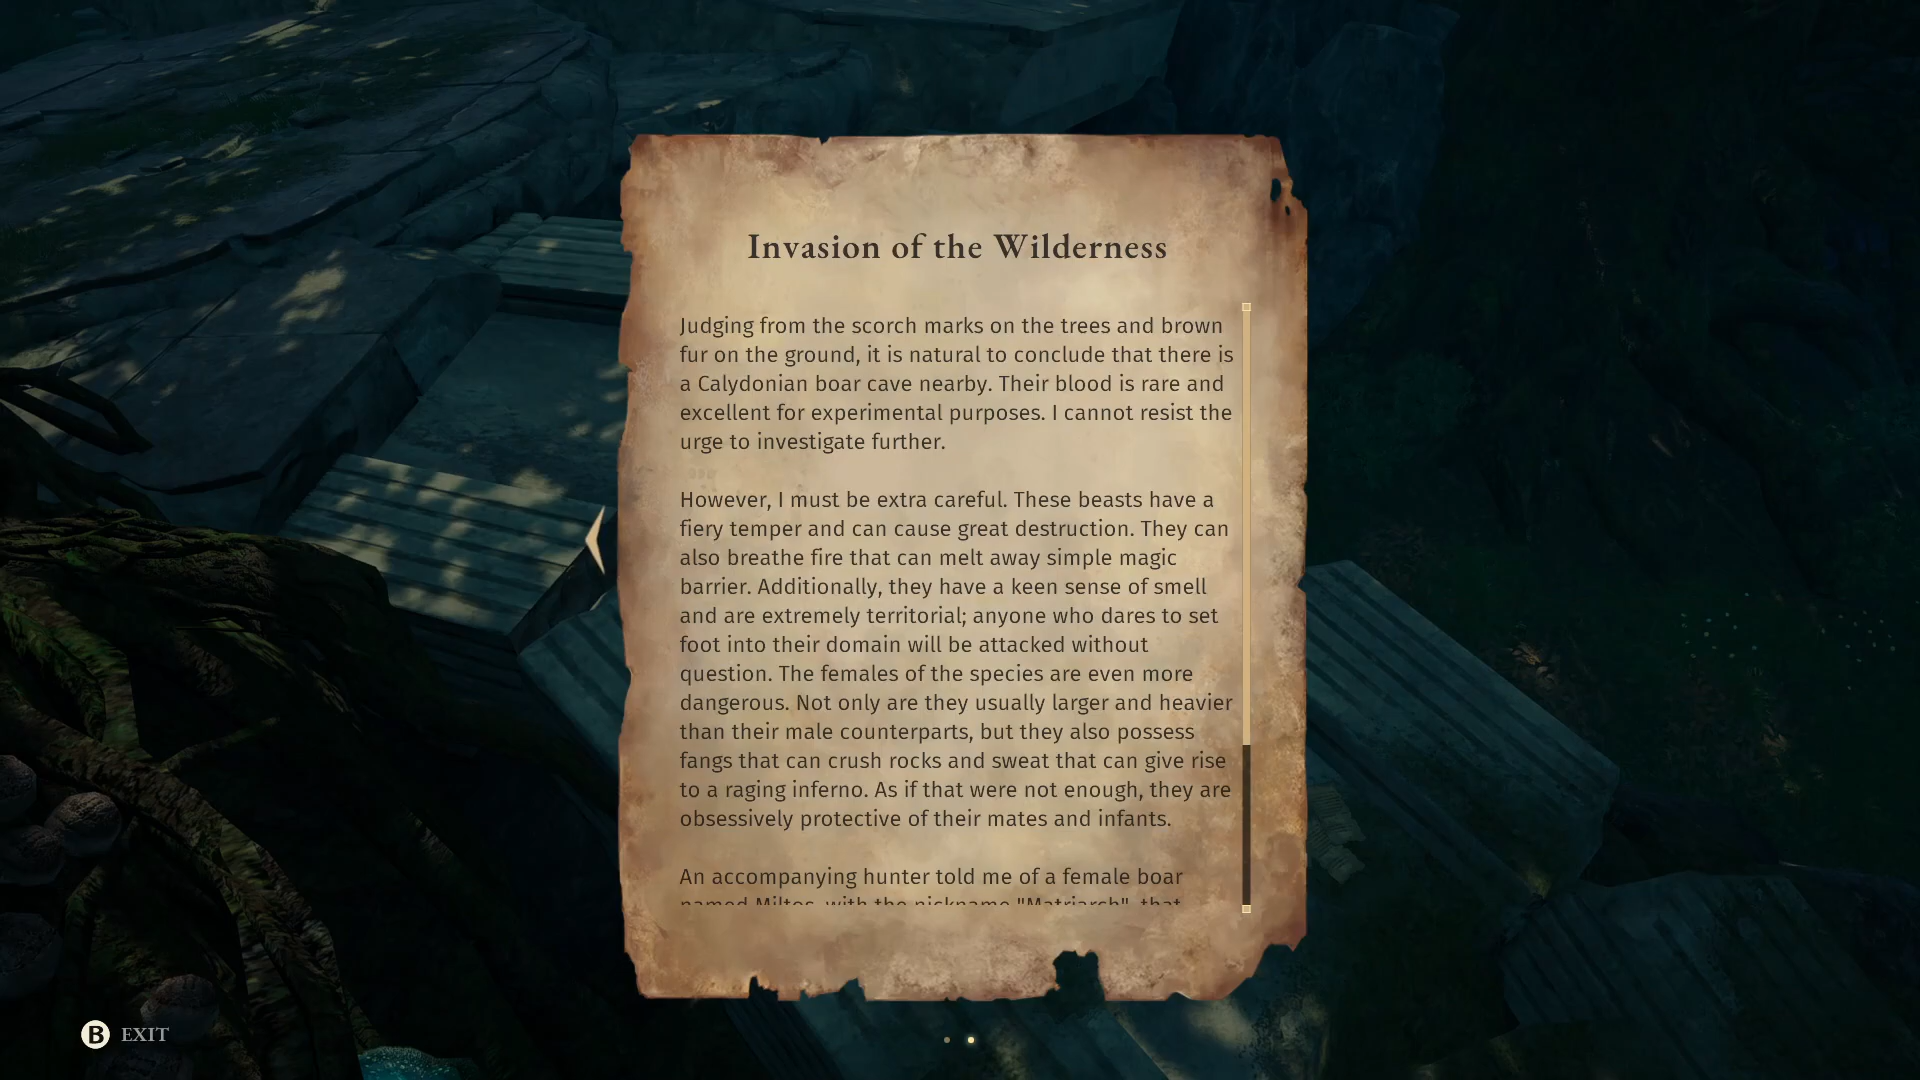 Invasion of the Wilderness
Judging from the scorch marks on the trees and brown
fur on the ground, it is natural to conclude that there is
a Calydonian boar cave nearby. Their blood is rare and
excellent for experimental purposes. I cannot resist the
urge to investigate further.
However, I must be extra careful. These beasts have a
fiery temper and can cause great destruction. They can
also breathe fire that can melt away simple magic
barrier. Additionally, they have a keen sense of smell
and are extremely territorial; anyone who dares to set
foot into their domain will be attacked without
question. The females of the species are even more
dangerous. Not only are they usually larger and heavier
than their male counterparts, but they also possess
fangs that can crush rocks and sweat that can give rise
to a raging inferno. As if that were not enough, they are
obsessively protective of their mates and infants.
An accompanying hunter told me of a female boar
named Miltos, with the nickname "Matriarch", that
B EXIT